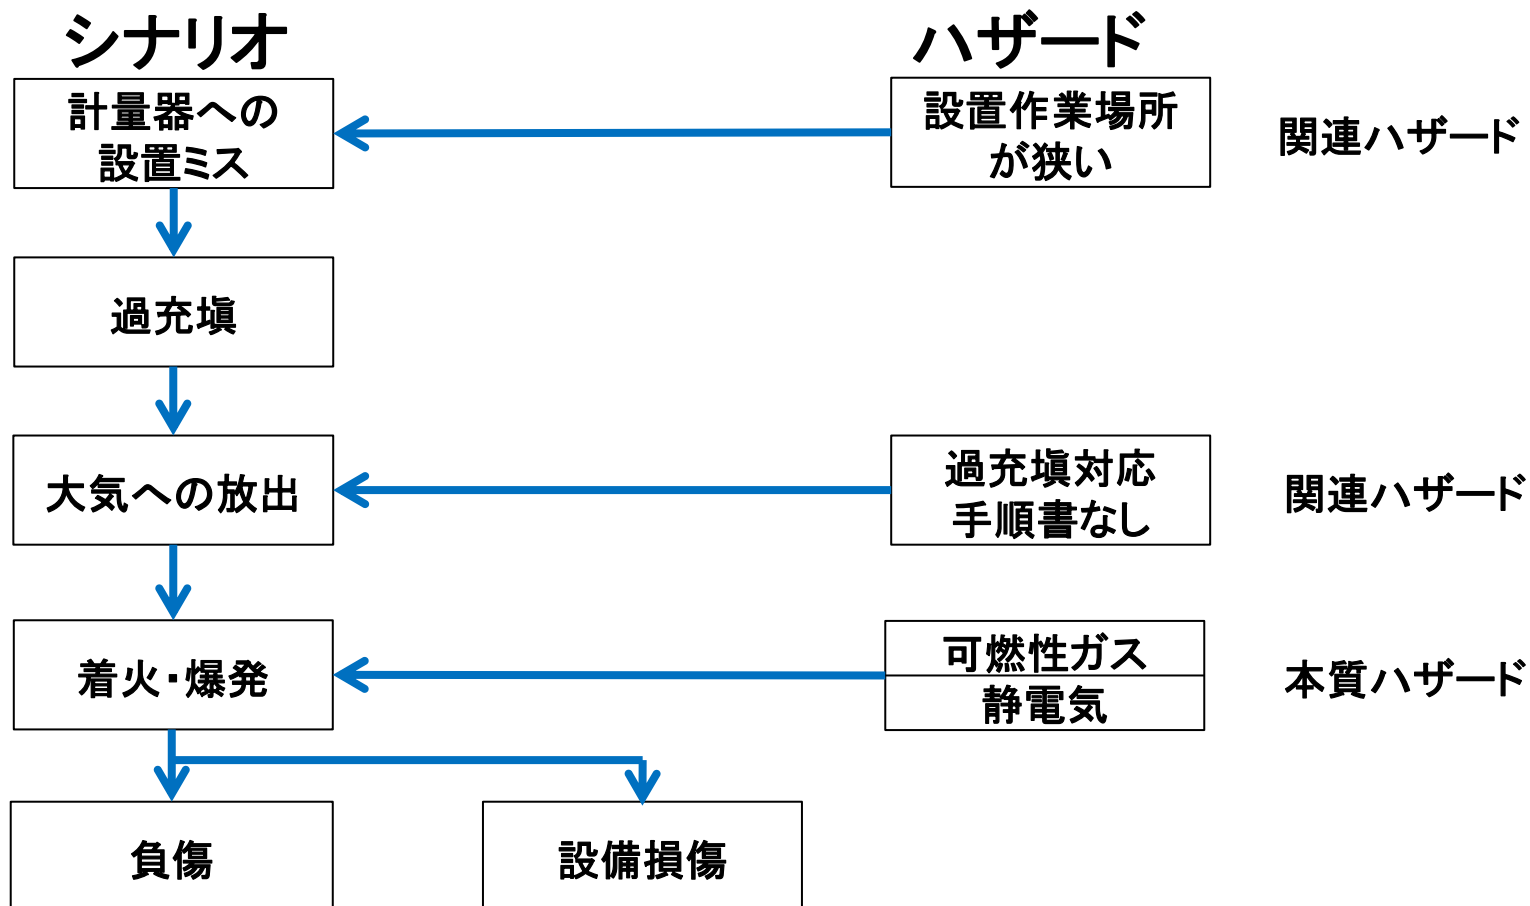 シナリオ
ハザード
計量器への
設置ミス
設置作業場所
が狭い
関連ハザード
過充塡
大気への放出
過充塡対応
手順書なし
関連ハザード
着火・爆発
可燃性ガス
静電気
本質ハザード
負傷
設備損傷